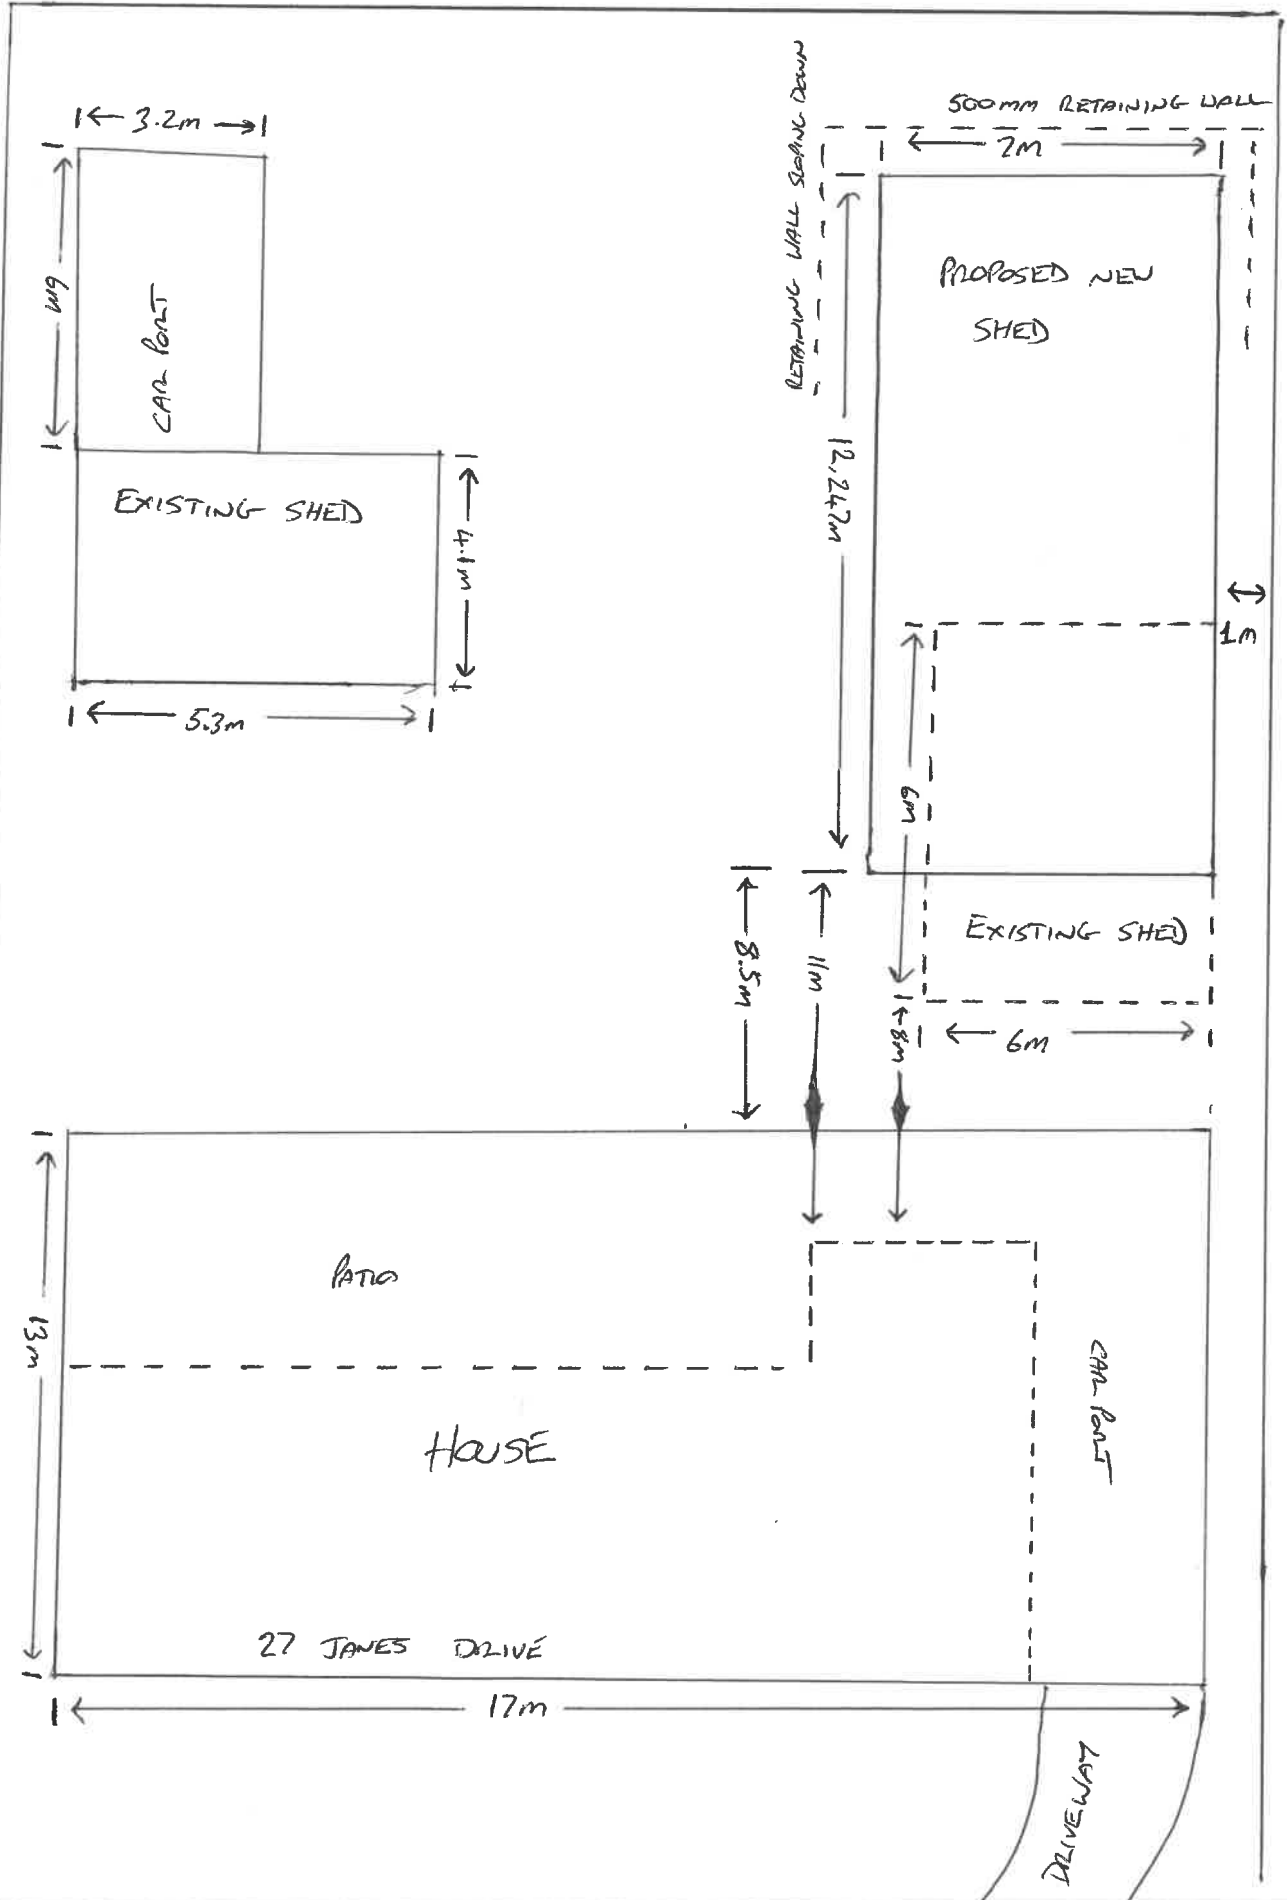 500mm RETAINING WALL
RETAINING WALL SLOPING DOWN
3.2m
7m
6m
CAR PORT
PROPOSED NEW
SHED
12,247m
EXISTING SHED
4.1m
5.3m
1m
6m
EXISTING SHED
8.5m
11m
8m
6m
PATIO
13m
CAR PORT
HOUSE
27 JANES DRIVE
17m
DRIVEWAY